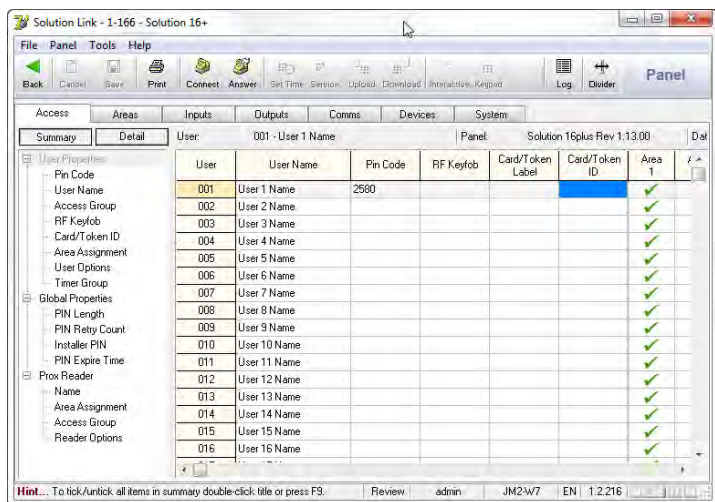 Solution Link - 1-166 - Solution 16+
File Panel Tools Help
Back Cancel Save Print Connect Answer Set Time Service Upload Download Interactive Keypad Log Divider Panel
Access Areas Inputs Outputs Comms Devices System
Summary Detail User: 001 - User 1 Name Panel: Solution 16plus Rev 1.13.00 Dat
User Properties
Pin Code
User Name
Access Group
RF Keyfob
Card/Token ID
Area Assignment
User Options
Timer Group
Global Properties
PIN Length
PIN Retry Count
Installer PIN
PIN Expire Time
Prox Reader
Name
Area Assignment
Access Group
Reader Options
User User Name Pin Code RF Keyfob Card/Token Label Card/Token ID Area 1
001 User 1 Name 2580
002 User 2 Name
003 User 3 Name
004 User 4 Name
005 User 5 Name
006 User 6 Name
007 User 7 Name
008 User 8 Name
009 User 9 Name
010 User 10 Name
011 User 11 Name
012 User 12 Name
013 User 13 Name
014 User 14 Name
015 User 15 Name
016 User 16 Name
Hint... To tick/untick all items in summary double-click title or press F9. Review admin JM2-W7 EN 1.2.216